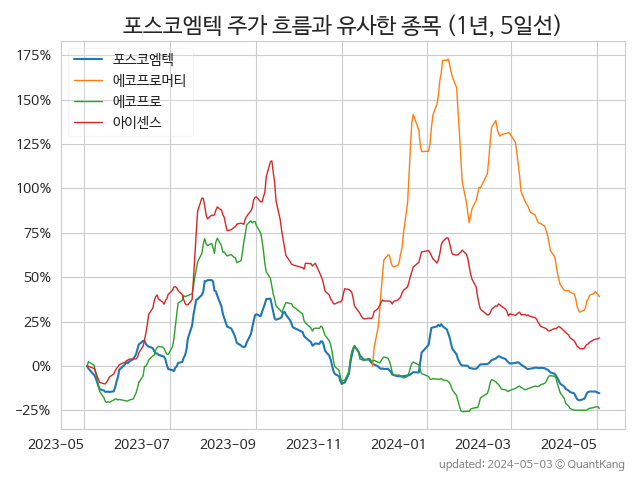 포스코엠텍 주가 흐름과 유사한 종목 (1년, 5일선)
포스코엠텍
에코프로머티
에코프로
아이센스
175%
150%
125%
100%
75%
50%
25%
0%
−25%
2023-05 2023-07 2023-09 2023-11 2024-01 2024-03 2024-05
updated: 2024-05-03 ⓒ QuantKang